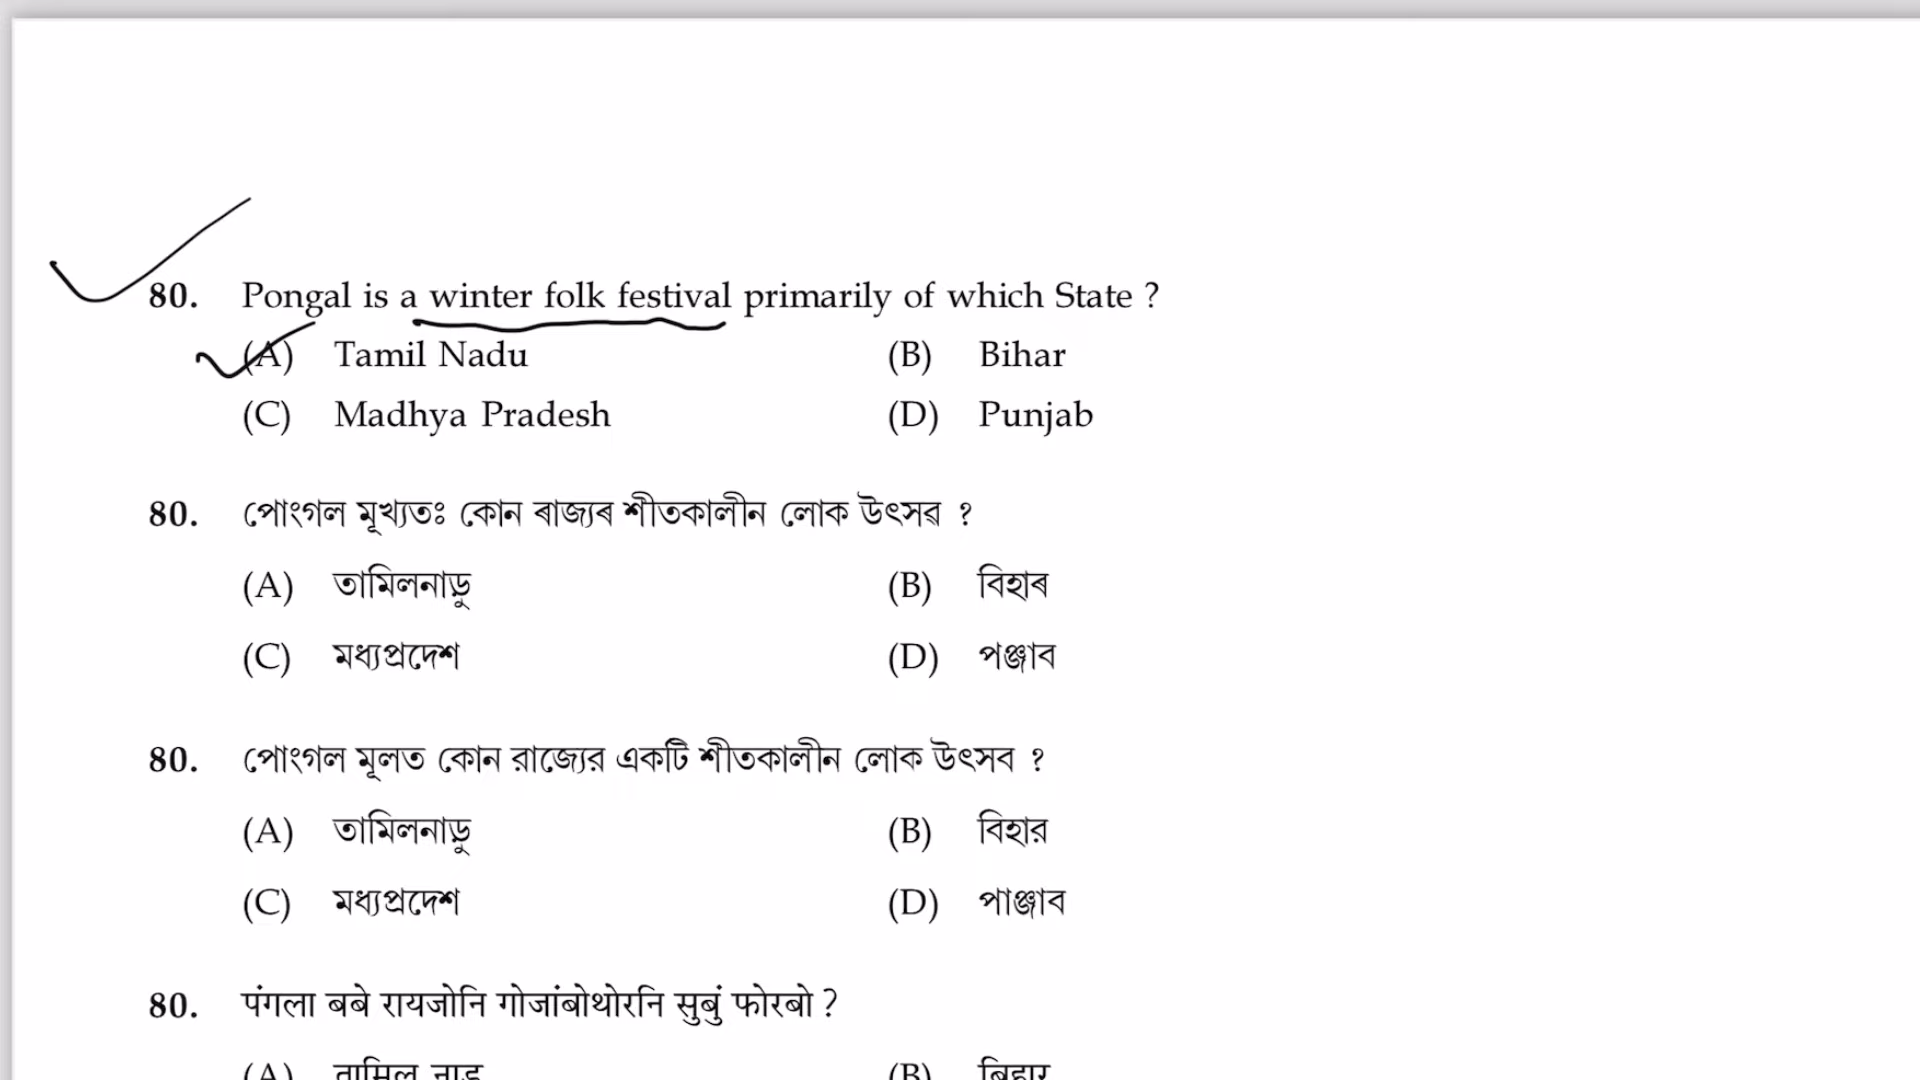 80. Pongal is a winter folk festival primarily of which State ?
(A) Tamil Nadu (B) Bihar
(C) Madhya Pradesh (D) Punjab
80. পোংগল মূখ্যতঃ কোন ৰাজ্যৰ শীতকালীন লোক উৎসৱ ?
(A) তামিলনাড়ু (B) বিহাৰ
(C) মধ্যপ্রদেশ (D) পঞ্জাব
80. পোংগল মূলত কোন রাজ্যের একটি শীতকালীন লোক উৎসব ?
(A) তামিলনাড়ু (B) বিহার
(C) মধ্যপ্রদেশ (D) পাঞ্জাব
80. पंगला बबे रायजोनि गोजांबोथोरनि सुबुं फोरबो ?
(A) तामिल नाडु (B) बिहार